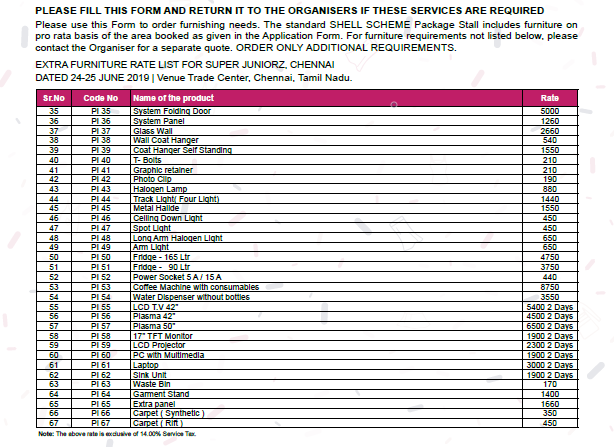 PLEASE FILL THIS FORM AND RETURN IT TO THE ORGANISERS IF THESE SERVICES ARE REQUIRED
Please use this Form to order furnishing needs. The standard SHELL SCHEME Package Stall includes furniture on
pro rata basis of the area booked as given in the Application Form. For furniture requirements not listed below, please
contact the Organiser for a separate quote. ORDER ONLY ADDITIONAL REQUIREMENTS.
EXTRA FURNITURE RATE LIST FOR SUPER JUNIORZ, CHENNAI
DATED 24-25 JUNE 2019 | Venue Trade Center, Chennai, Tamil Nadu.
Sr.No Code No Name of the product Rate
35 PI 35 System Folding Door 5000
36 PI 36 System Panel 1260
37 PI 37 Glass Wall 2660
38 PI 38 Wall Coat Hanger 540
39 PI 39 Coat Hanger Self Standing 1550
40 PI 40 T- Bolts 210
41 PI 41 Graphic retainer 210
42 PI 42 Photo Clip 190
43 PI 43 Halogen Lamp 880
44 PI 44 Track Light( Four Light) 1440
45 PI 45 Metal Halide 1550
46 PI 46 Ceiling Down Light 450
47 PI 47 Spot Light 450
48 PI 48 Long Arm Halogen Light 650
49 PI 49 Arm Light 650
50 PI 50 Fridge - 165 Ltr 4750
51 PI 51 Fridge - 90 Ltr 3750
52 PI 52 Power Socket 5 A / 15 A 440
53 PI 53 Coffee Machine with consumables 8750
54 PI 54 Water Dispenser without bottles 3550
55 PI 55 LCD T.V 42" 5400 2 Days
56 PI 56 Plasma 42" 4500 2 Days
57 PI 57 Plasma 50" 6500 2 Days
58 PI 58 17" TFT Monitor 1900 2 Days
59 PI 59 LCD Projector 2300 2 Days
60 PI 60 PC with Multimedia 1900 2 Days
61 PI 61 Laptop 3000 2 Days
62 PI 62 Sink Unit 1900 2 Days
63 PI 63 Waste Bin 170
64 PI 64 Garment Stand 1400
65 PI 65 Extra panel 1660
66 PI 66 Carpet ( Synthetic ) 350
67 PI 67 Carpet ( Rift ) 450
Note: The above rate is exclusive of 14.00% Service Tax.